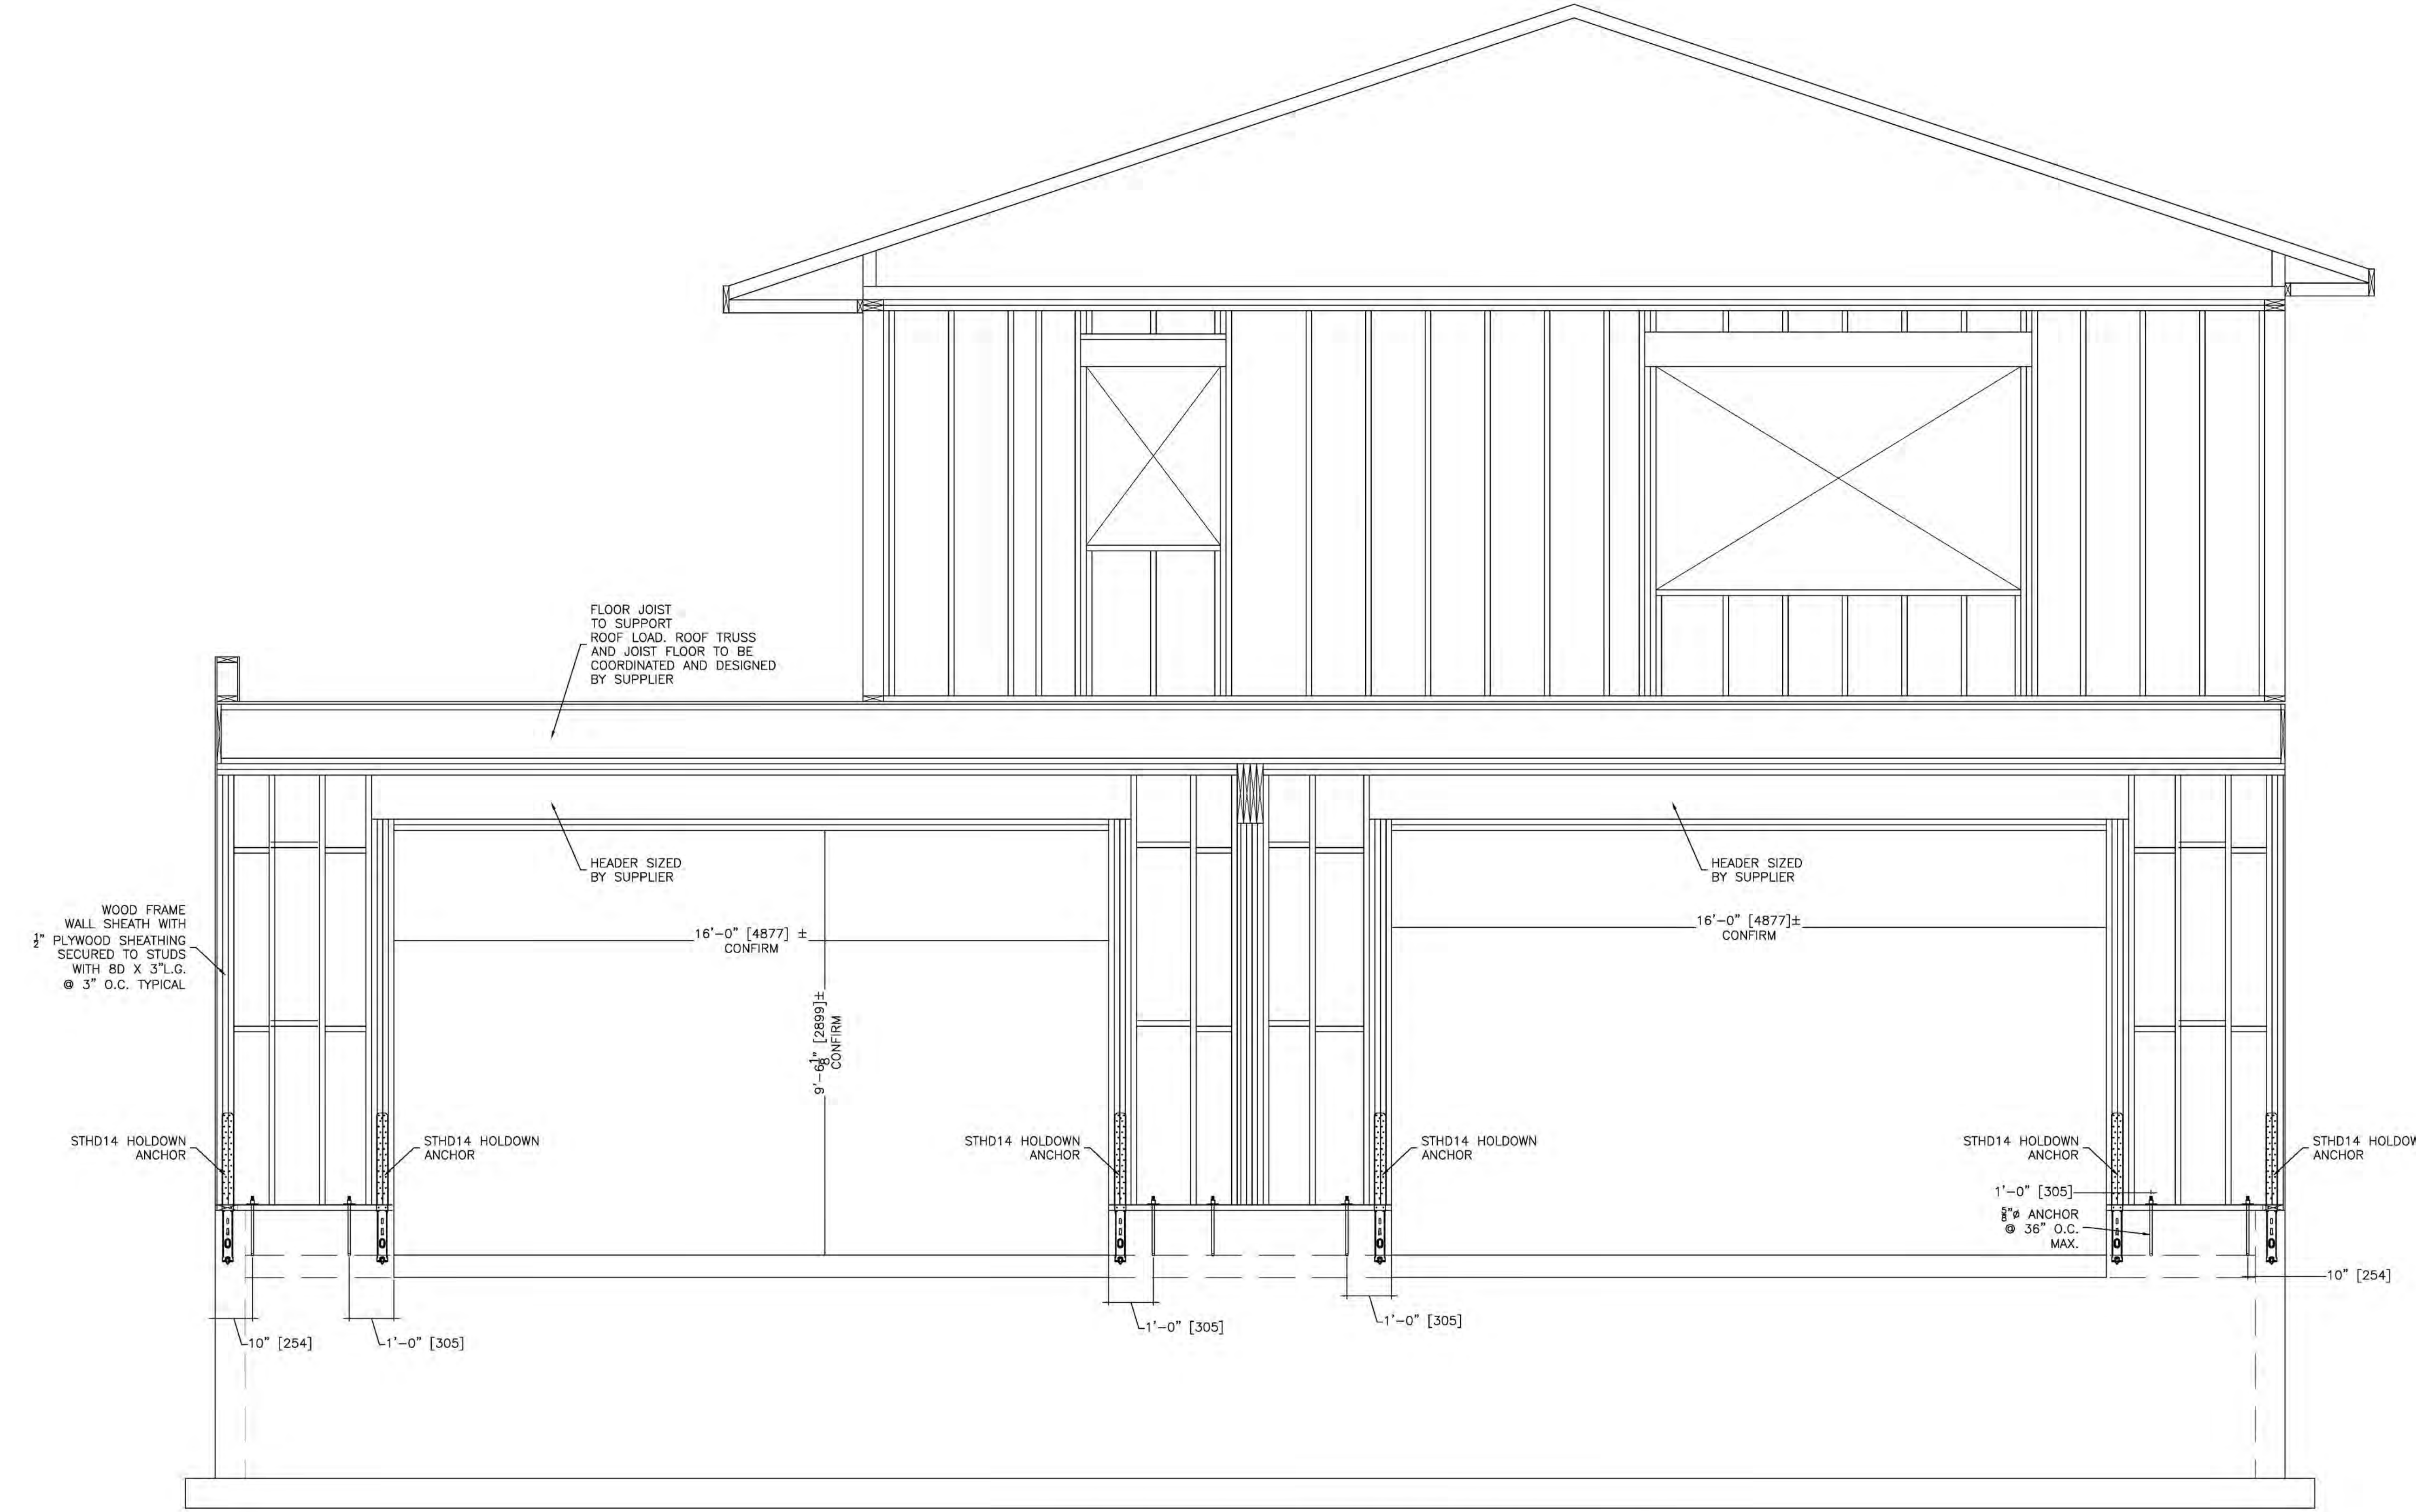 FLOOR JOIST
TO SUPPORT
ROOF LOAD. ROOF TRUSS
AND JOIST FLOOR TO BE
COORDINATED AND DESIGNED
BY SUPPLIER
HEADER SIZED
BY SUPPLIER
HEADER SIZED
BY SUPPLIER
WOOD FRAME
WALL SHEATH WITH
½" PLYWOOD SHEATHING
SECURED TO STUDS
WITH 8D X 3"L.G.
@ 3" O.C. TYPICAL
16'-0" [4877] ±
CONFIRM
16'-0" [4877]±
CONFIRM
9'-6⅛" [2899]±
CONFIRM
STHD14 HOLDOWN
ANCHOR
STHD14 HOLDOWN
ANCHOR
STHD14 HOLDOWN
ANCHOR
STHD14 HOLDOWN
ANCHOR
STHD14 HOLDOWN
ANCHOR
STHD14 HOLDOW
ANCHOR
1'-0" [305]
⅝"ø ANCHOR
@ 36" O.C.
MAX.
10" [254]
10" [254]
1'-0" [305]
1'-0" [305]
1'-0" [305]